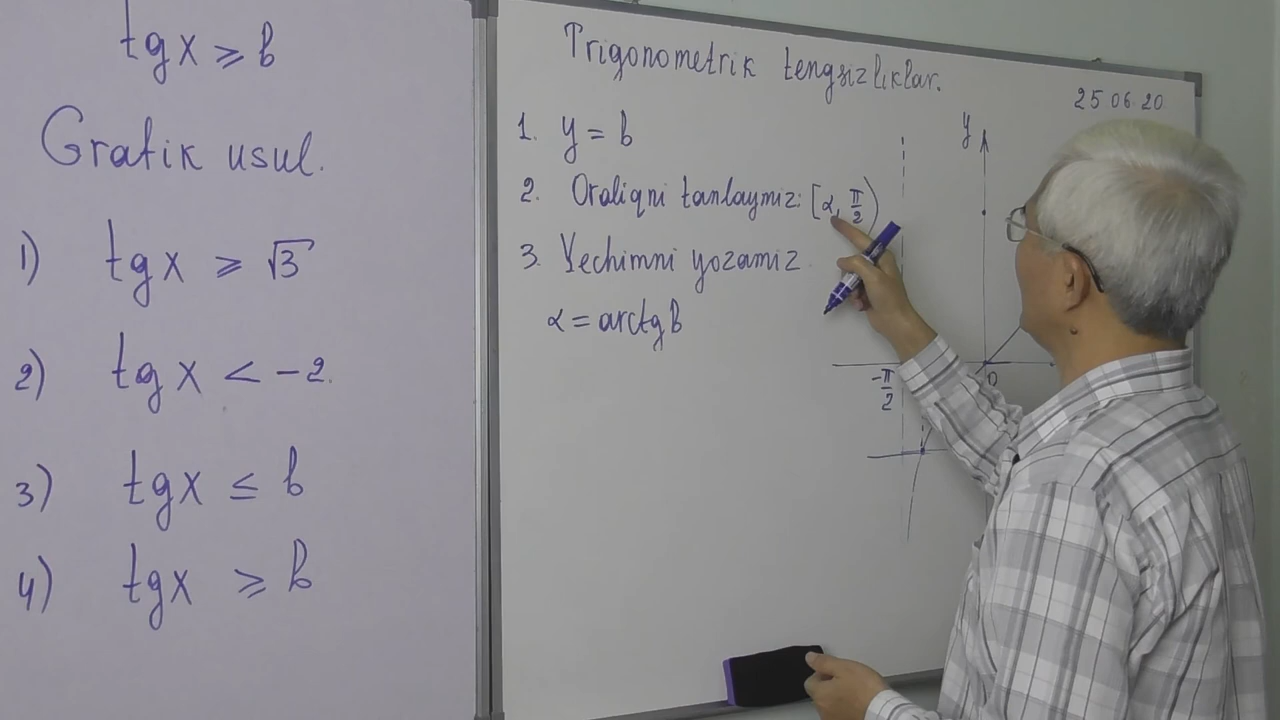 tgx ≥ b
Grafik usul.
1) tgx ≥ √3
2) tgx < -2.
3) tgx ≤ b
4) tgx ≥ b
Trigonometrik tengsizliklar.
25 06 20
1. y = b
2. Oraliqni tanlaymiz: [α, π/2)
3. Yechimni yozamiz
α = arctg b
y
-π/2
0